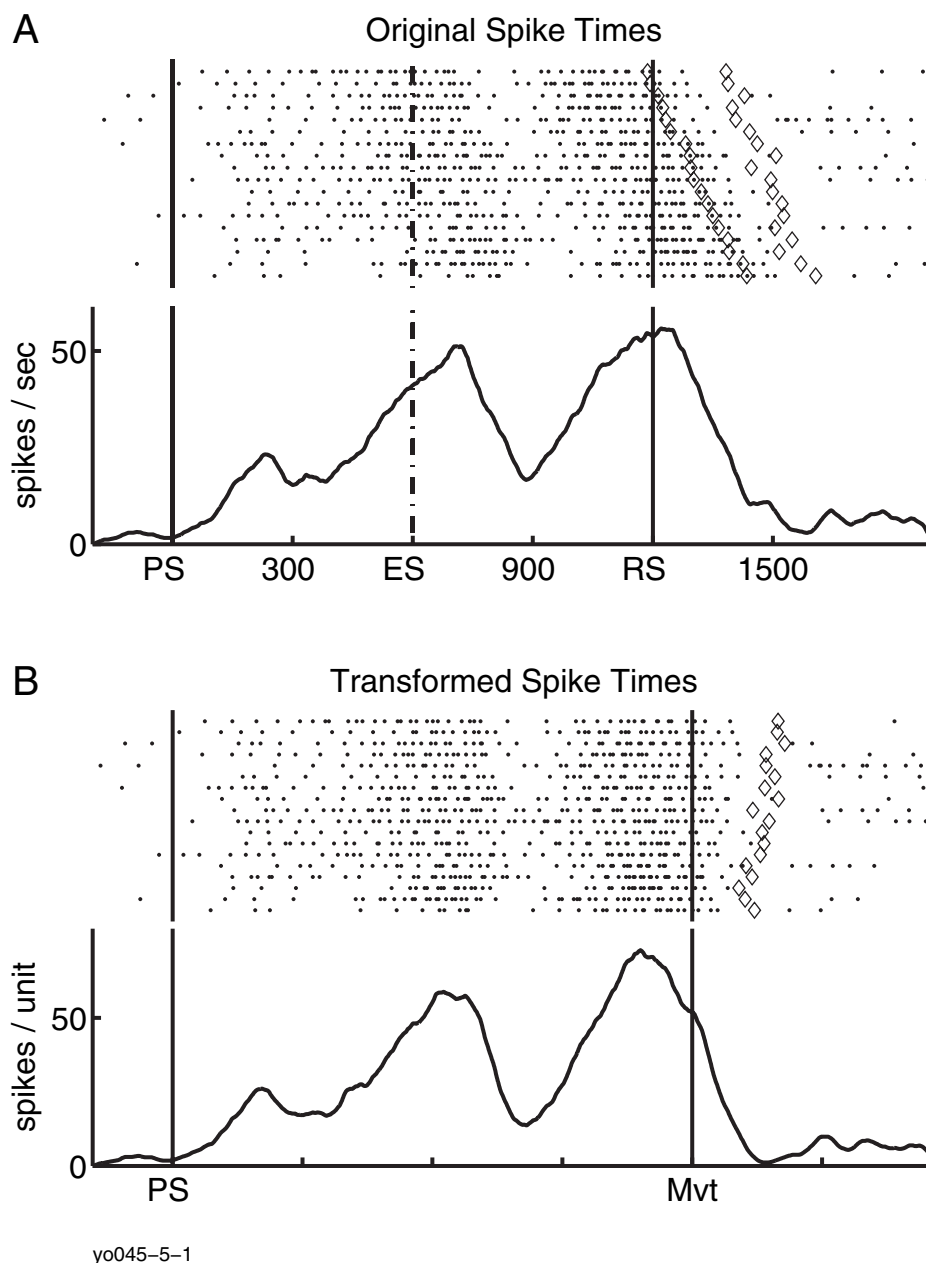 A
Original Spike Times
spikes / sec
50
0
PS 300 ES 900 RS 1500
B
Transformed Spike Times
spikes / unit
50
0
PS Mvt
yo045−5−1